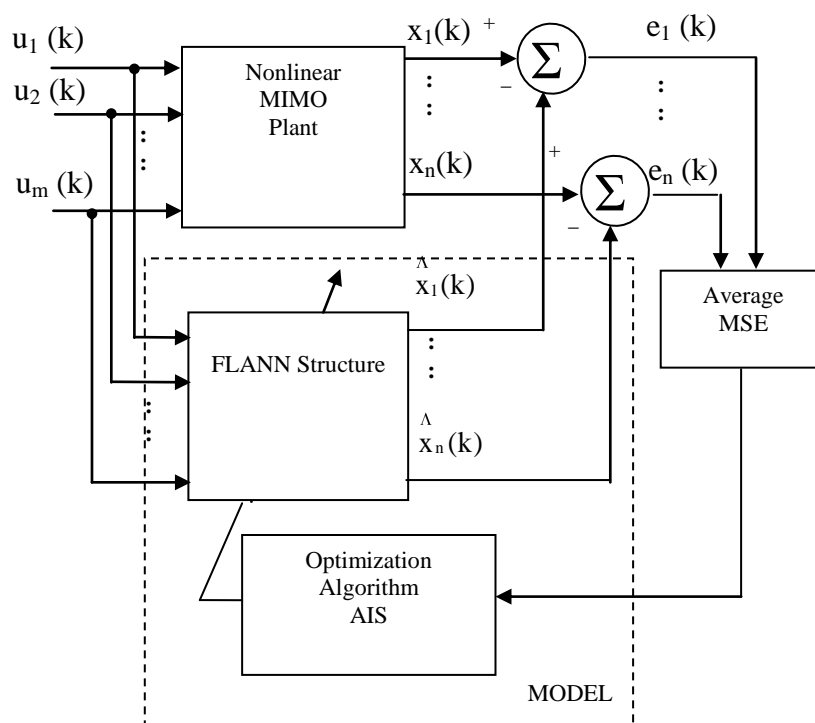 u1 (k)
x1(k)
+
e1 (k)
Nonlinear
MIMO
Plant
Σ
−
u2 (k)
+
xn(k)
en (k)
um (k)
Σ
−
^
x1(k)
Average
MSE
FLANN Structure
^
xn(k)
Optimization
Algorithm
AIS
MODEL